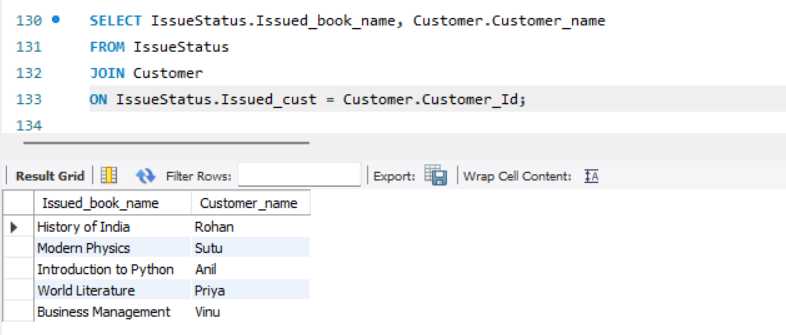 130 SELECT IssueStatus.Issued_book_name, Customer.Customer_name
131 FROM IssueStatus
132 JOIN Customer
133 ON IssueStatus.Issued_cust = Customer.Customer_Id;
134
Result Grid Filter Rows: Export: Wrap Cell Content: IA
Issued_book_name Customer_name
History of India Rohan
Modern Physics Sutu
Introduction to Python Anil
World Literature Priya
Business Management Vinu